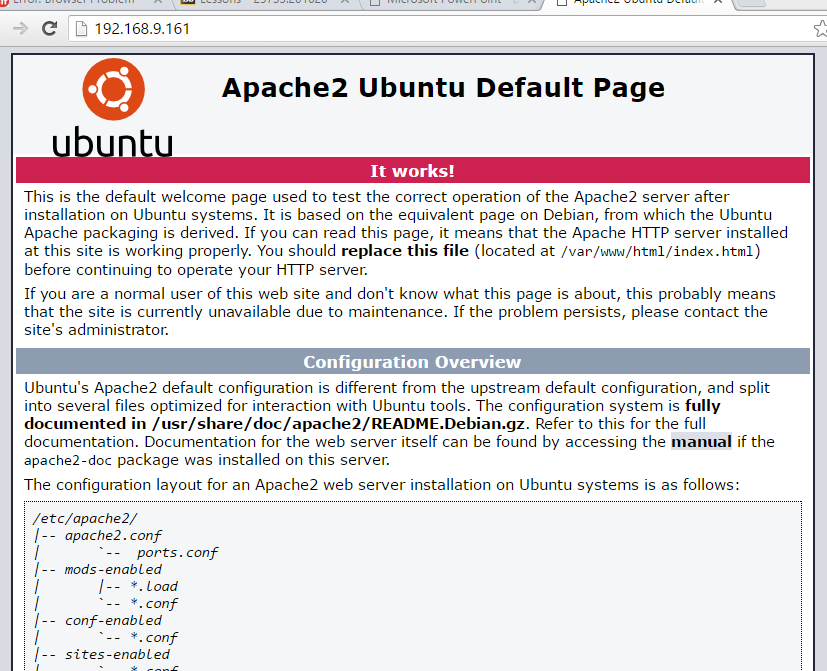 Error: Browser Problem
Lessons - 25755.201620
Microsoft PowerPoint -
Apache2 Ubuntu Default
192.168.9.161
ubuntu
Apache2 Ubuntu Default Page
It works!
This is the default welcome page used to test the correct operation of the Apache2 server after
installation on Ubuntu systems. It is based on the equivalent page on Debian, from which the Ubuntu
Apache packaging is derived. If you can read this page, it means that the Apache HTTP server installed
at this site is working properly. You should replace this file (located at /var/www/html/index.html)
before continuing to operate your HTTP server.
If you are a normal user of this web site and don't know what this page is about, this probably means
that the site is currently unavailable due to maintenance. If the problem persists, please contact the
site's administrator.
Configuration Overview
Ubuntu's Apache2 default configuration is different from the upstream default configuration, and split
into several files optimized for interaction with Ubuntu tools. The configuration system is fully
documented in /usr/share/doc/apache2/README.Debian.gz. Refer to this for the full
documentation. Documentation for the web server itself can be found by accessing the manual if the
apache2-doc package was installed on this server.
The configuration layout for an Apache2 web server installation on Ubuntu systems is as follows:
/etc/apache2/
|-- apache2.conf
|       `--  ports.conf
|-- mods-enabled
|       |-- *.load
|       `-- *.conf
|-- conf-enabled
|       `-- *.conf
|-- sites-enabled
|       `-- *.conf